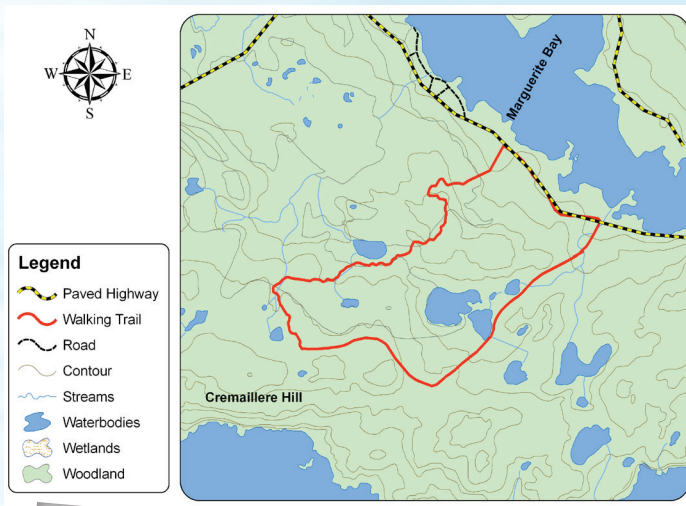 N
W
E
S
Marguerite Bay
Legend
Paved Highway
Walking Trail
Road
Contour
Streams
Waterbodies
Wetlands
Woodland
Cremaillere Hill